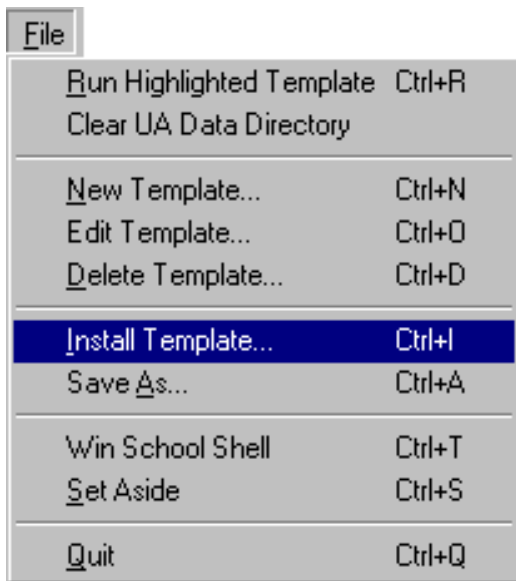 File
Run Highlighted Template Ctrl+R
Clear UA Data Directory
New Template... Ctrl+N
Edit Template... Ctrl+O
Delete Template... Ctrl+D
Install Template... Ctrl+I
Save As... Ctrl+A
Win School Shell Ctrl+T
Set Aside Ctrl+S
Quit Ctrl+Q